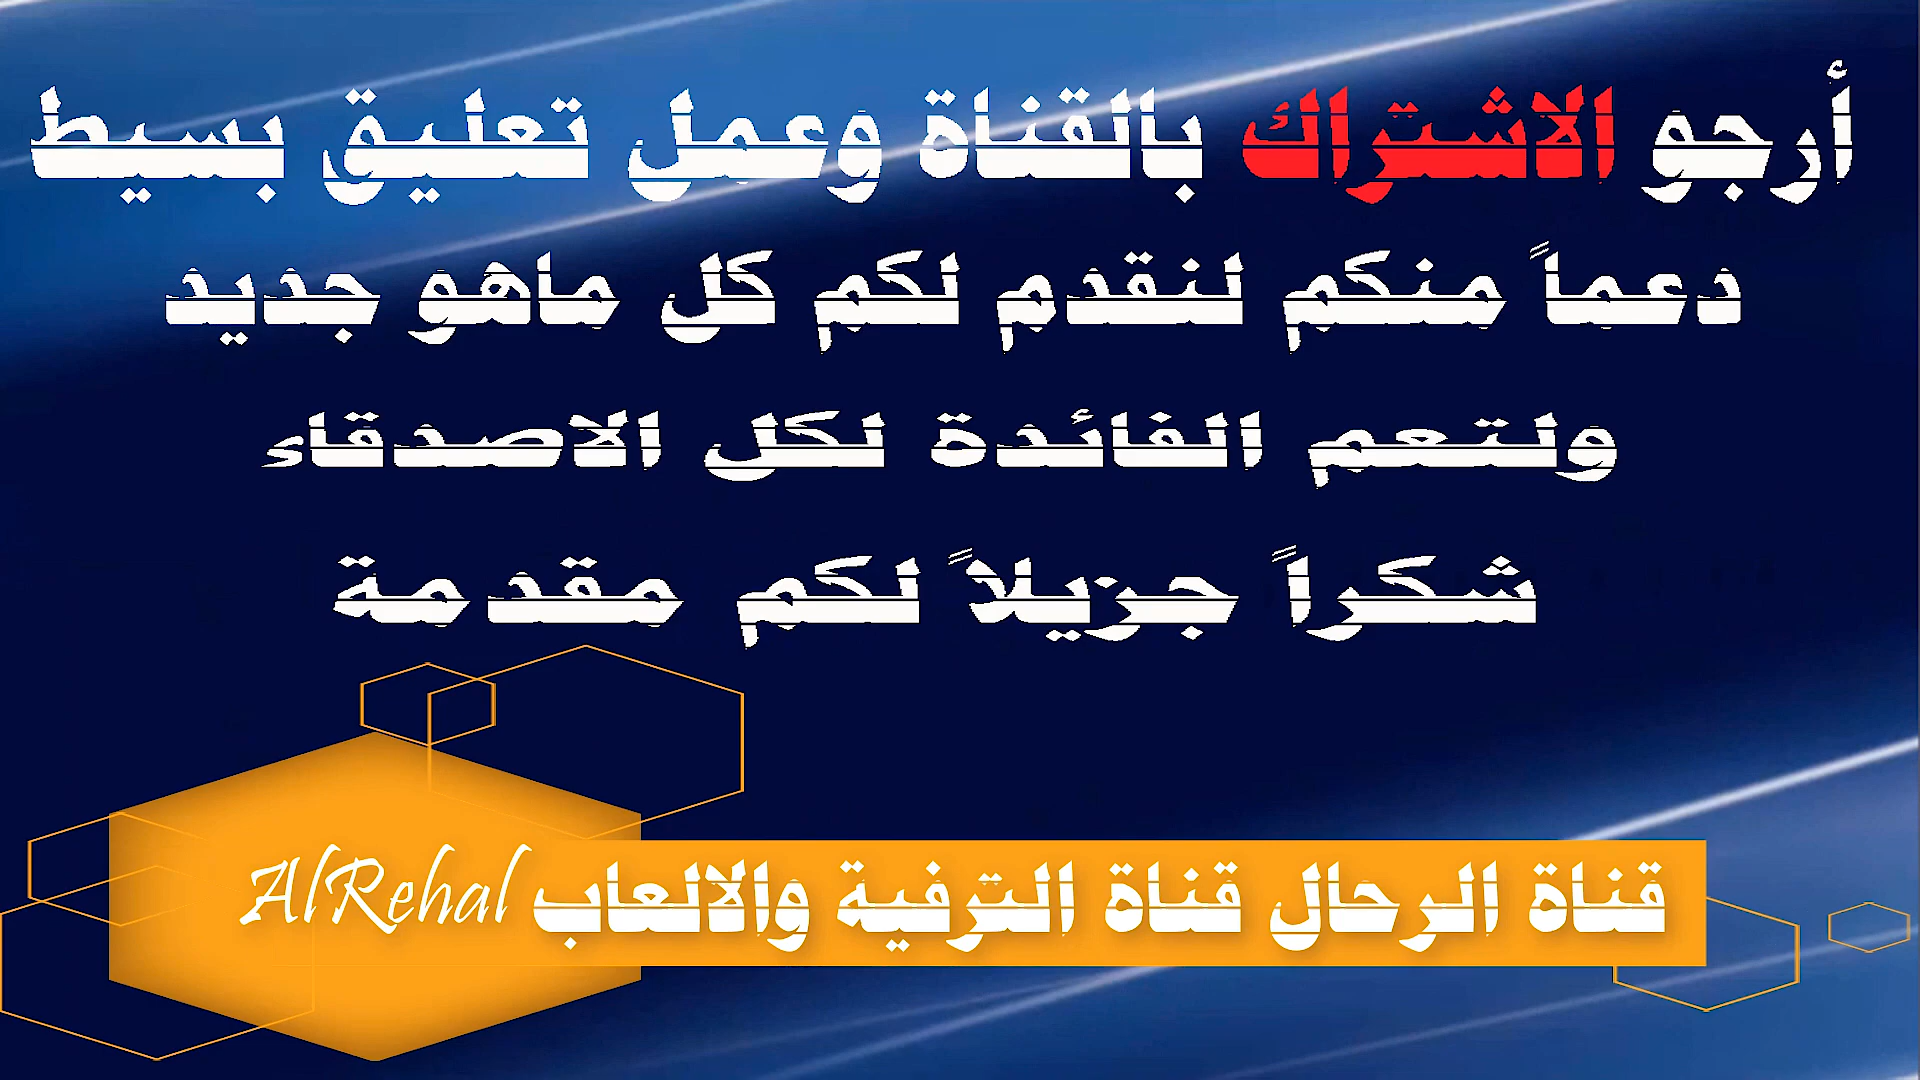 أرجو الاشتراك بالقناة وعمل تعليق بسيط
دعماً منكم لنقدم لكم كل ماهو جديد
ولتعم الفائدة لكل الاصدقاء
شكراً جزيلاً لكم مقدمة
قناة الرحال قناة الترفية والالعاب AlRehal